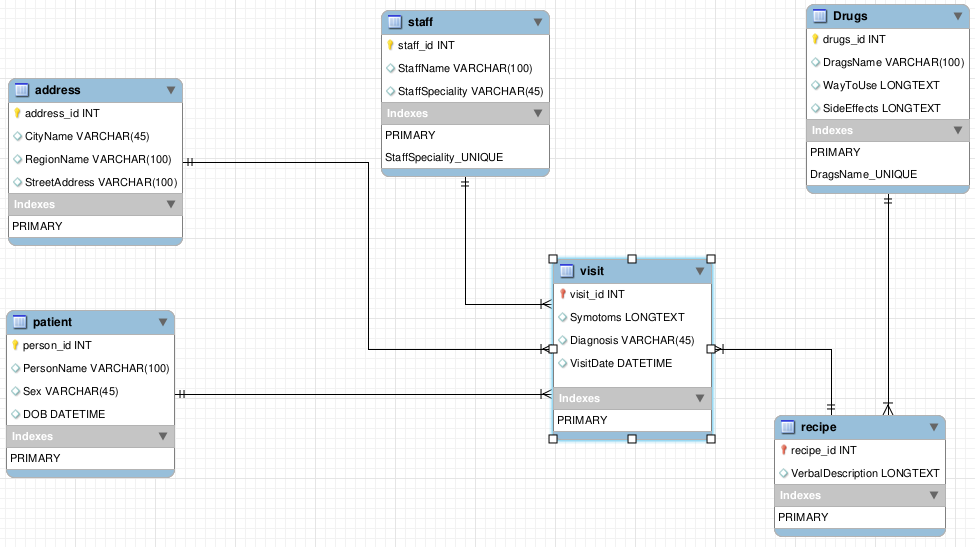 staff
staff_id INT
StaffName VARCHAR(100)
StaffSpeciality VARCHAR(45)
Indexes
PRIMARY
StaffSpeciality_UNIQUE
Drugs
drugs_id INT
DragsName VARCHAR(100)
WayToUse LONGTEXT
SideEffects LONGTEXT
Indexes
PRIMARY
DragsName_UNIQUE
address
address_id INT
CityName VARCHAR(45)
RegionName VARCHAR(100)
StreetAddress VARCHAR(100)
Indexes
PRIMARY
visit
visit_id INT
Symotoms LONGTEXT
Diagnosis VARCHAR(45)
VisitDate DATETIME
Indexes
PRIMARY
patient
person_id INT
PersonName VARCHAR(100)
Sex VARCHAR(45)
DOB DATETIME
Indexes
PRIMARY
recipe
recipe_id INT
VerbalDescription LONGTEXT
Indexes
PRIMARY